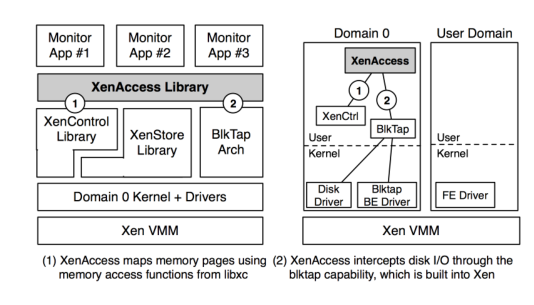 Monitor
App #1
Monitor
App #2
Monitor
App #3
XenAccess Library
1
2
XenControl
Library
XenStore
Library
BlkTap
Arch
Domain 0 Kernel + Drivers
Xen VMM
Domain 0
User Domain
XenAccess
1
2
XenCtrl
BlkTap
User
Kernel
User
Kernel
Disk
Driver
Blktap
BE Driver
FE Driver
Xen VMM
(1) XenAccess maps memory pages using
memory access functions from libxc
(2) XenAccess intercepts disk I/O through the
blktap capability, which is built into Xen